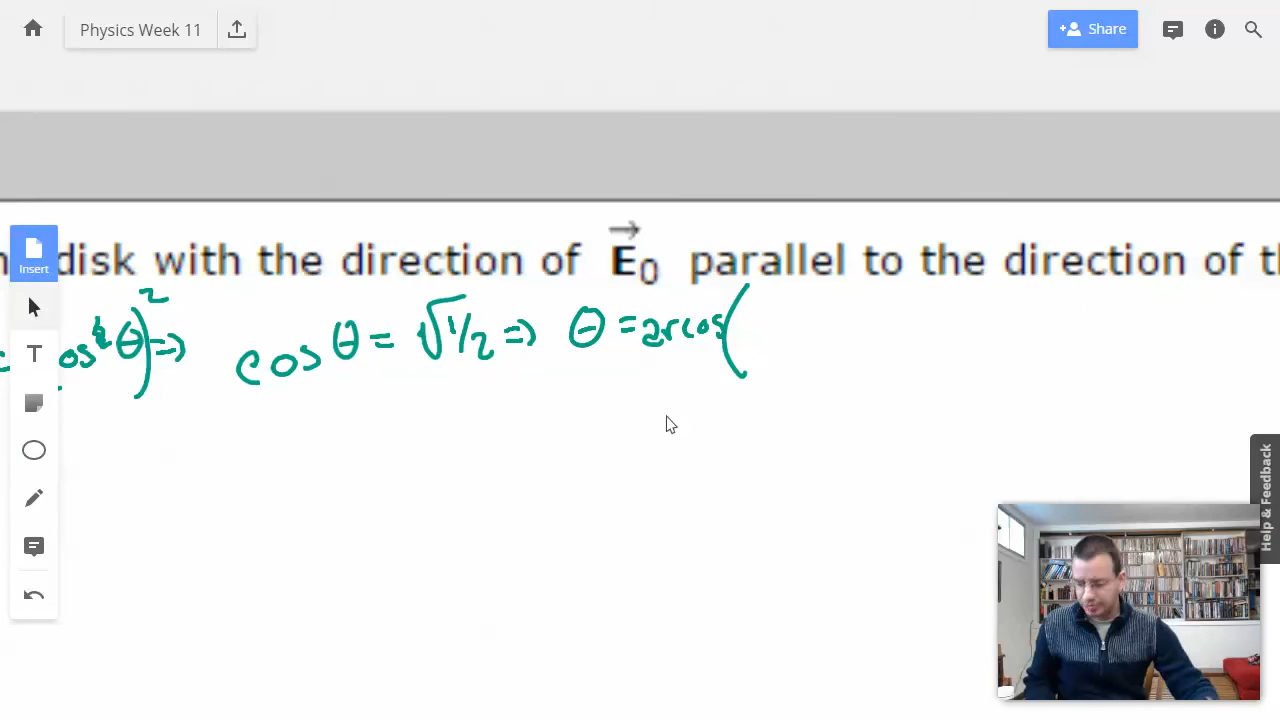 Physics Week 11
Share
disk with the direction of E₀ parallel to the direction of
Insert
cos θ = √1/2 => θ = arcos(
T
Help & Feedback